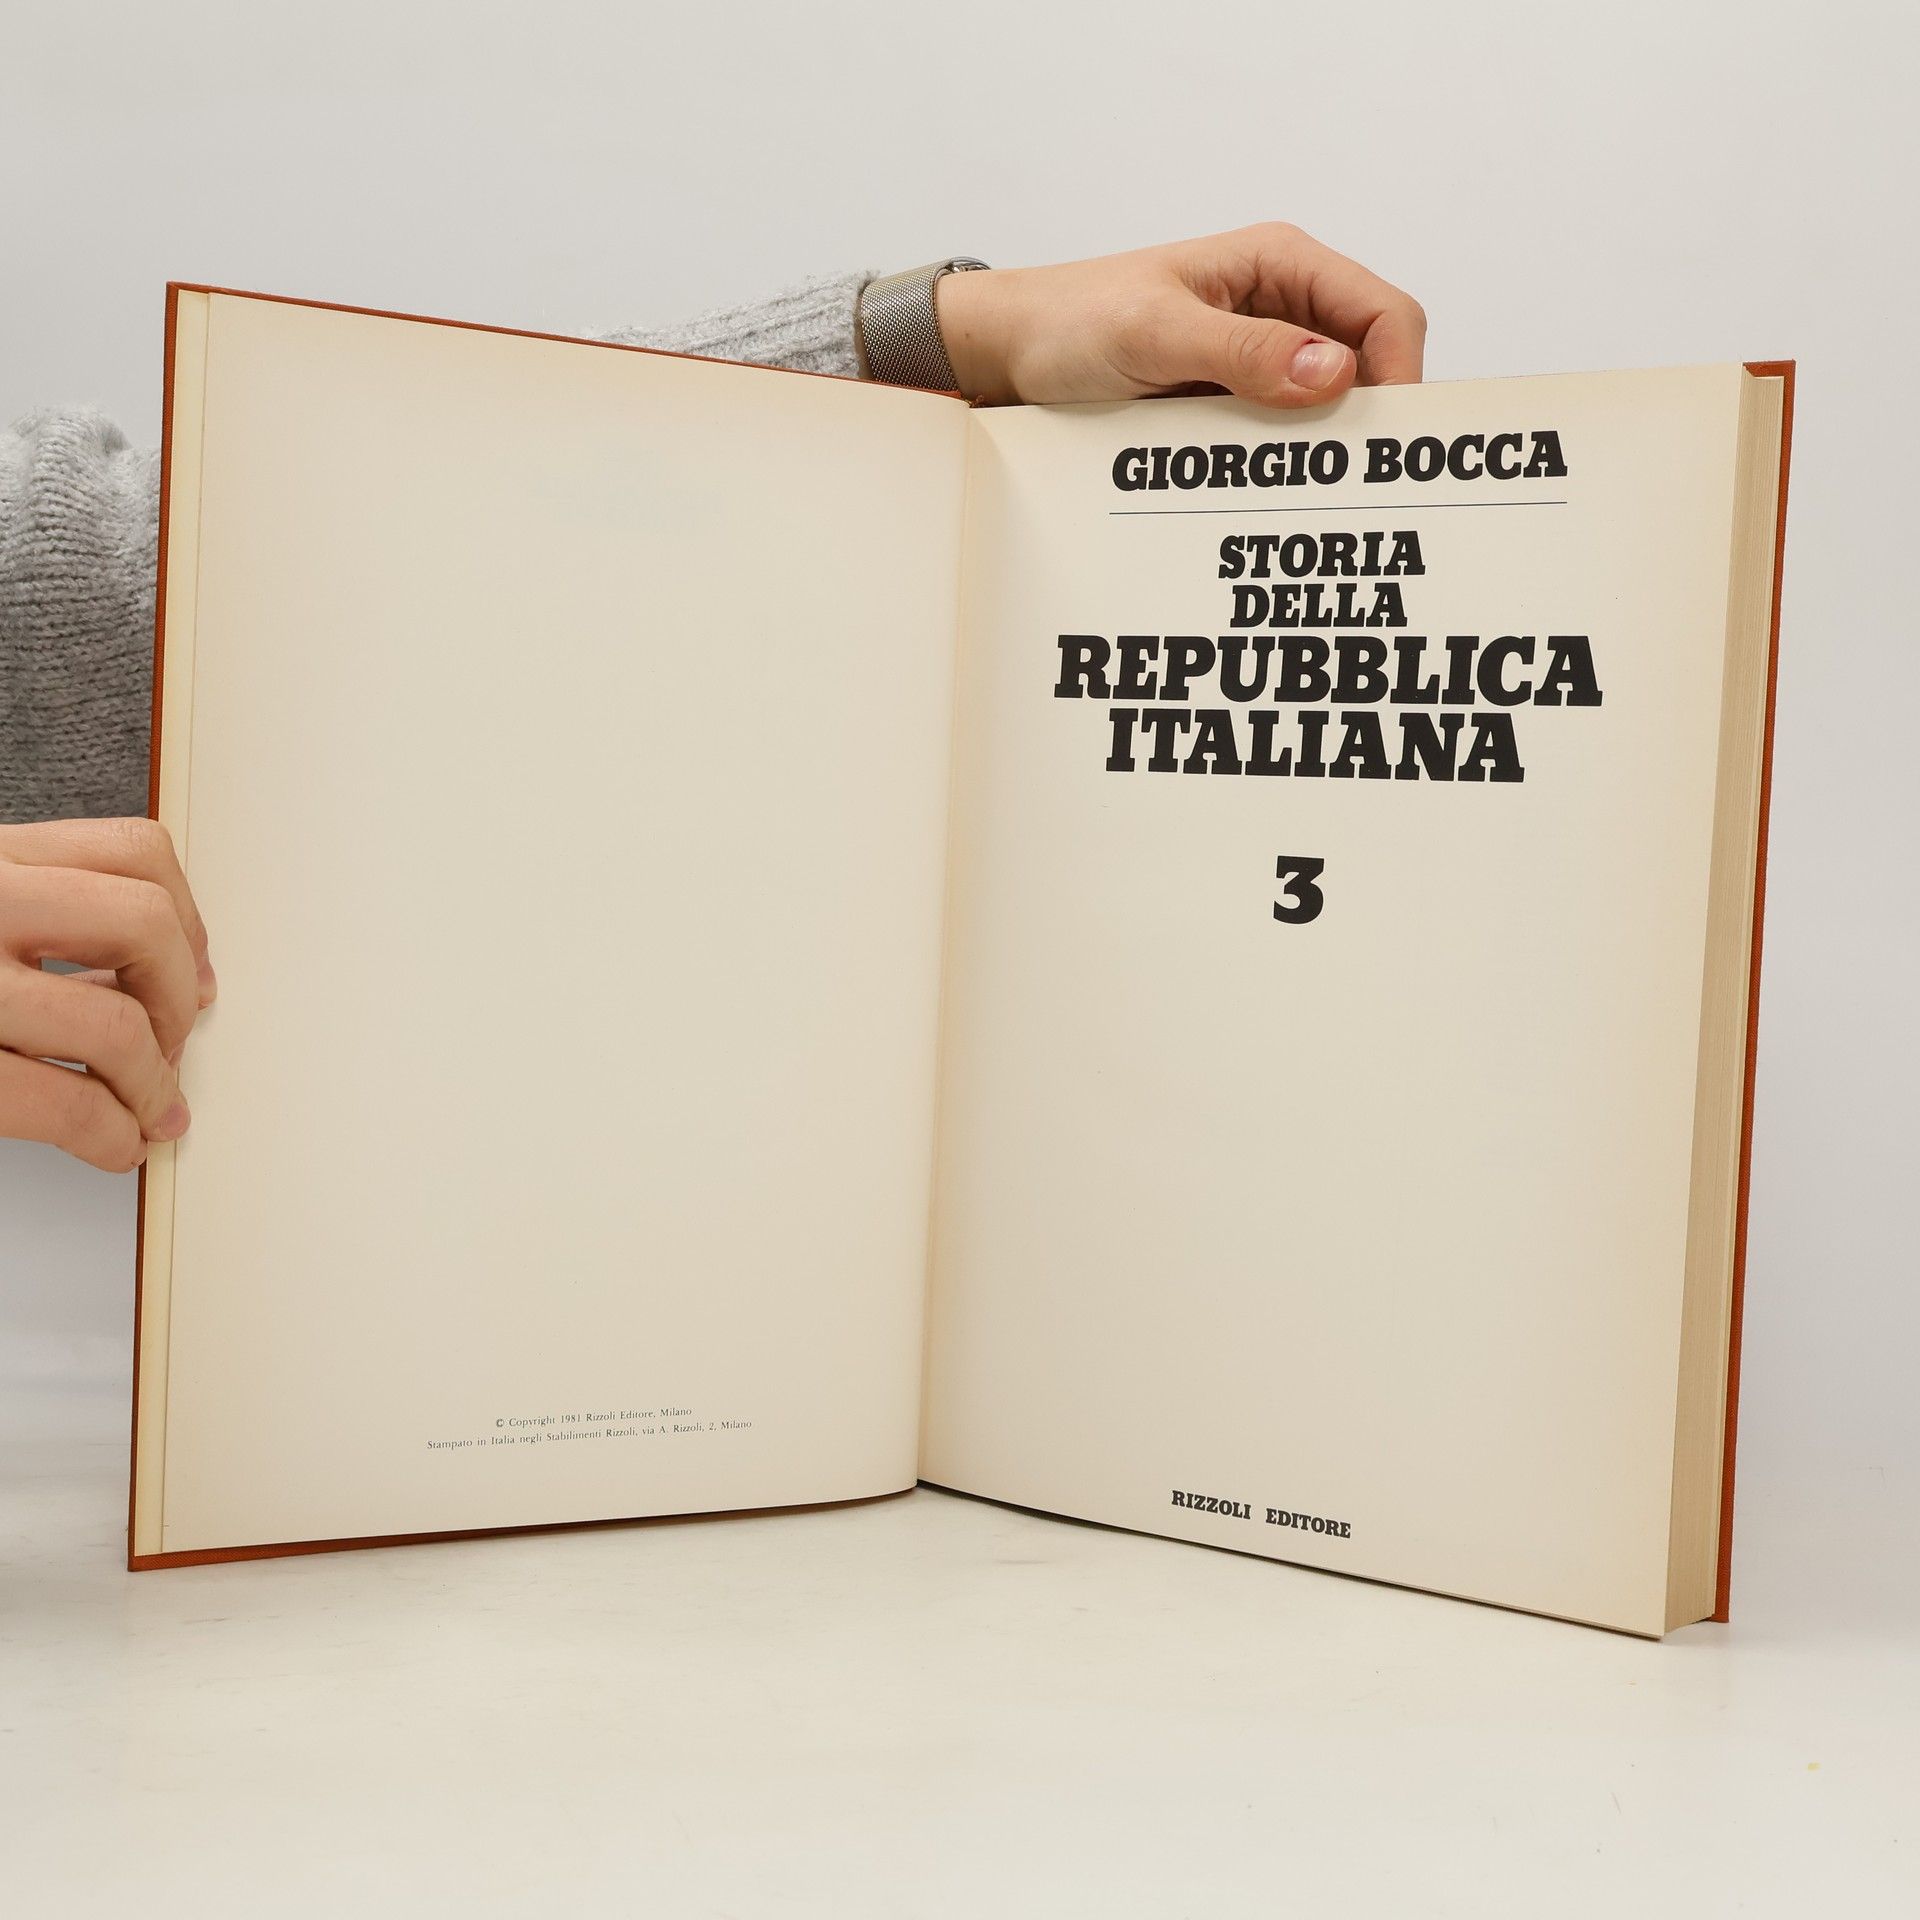 © Copyright 1981 Rizzoli Editore, Milano
Stampato in Italia negli Stabilimenti Rizzoli, via A. Rizzoli, 2, Milano
GIORGIO BOCCA
STORIA
DELLA
REPUBBLICA
ITALIANA
3
RIZZOLI EDITORE